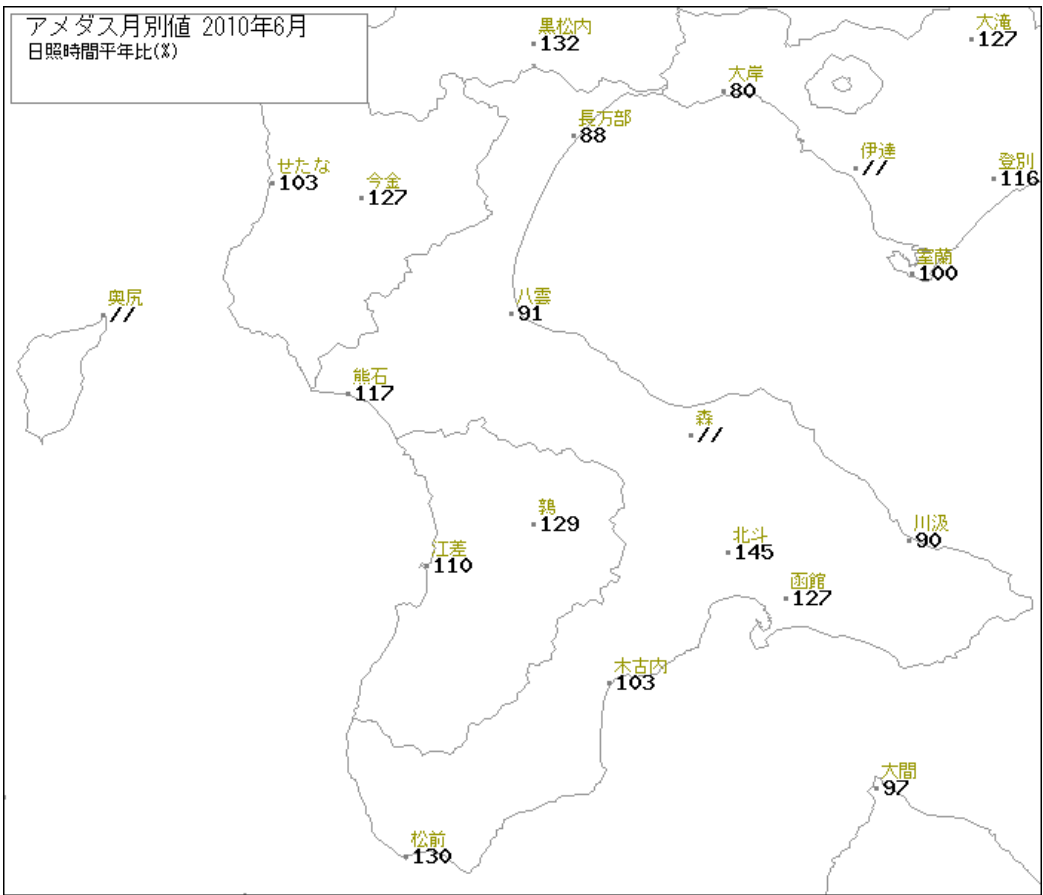 アメダス月別値 2010年6月
日照時間平年比(%)
黒松内
132
大滝
127
大岸
80
長万部
88
伊達
//
登別
116
せたな
103
今金
127
室蘭
100
奥尻
//
八雲
91
熊石
117
森
//
鶉
129
川汲
90
北斗
145
江差
110
函館
127
木古内
103
大間
97
松前
130